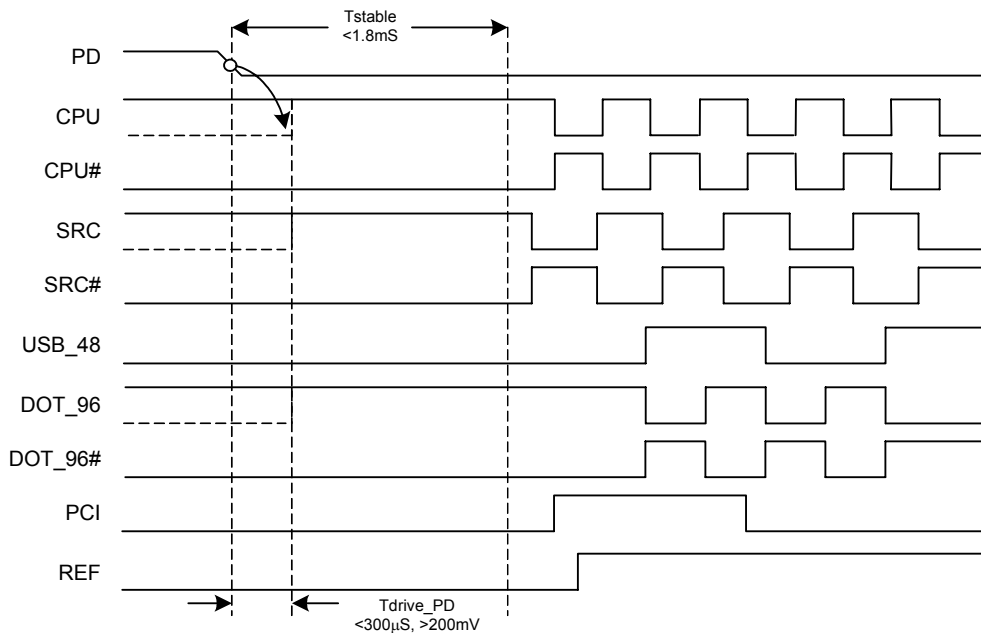 Tstable
<1.8mS
PD
CPU
CPU#
SRC
SRC#
USB_48
DOT_96
DOT_96#
PCI
REF
Tdrive_PD
<300μS, >200mV